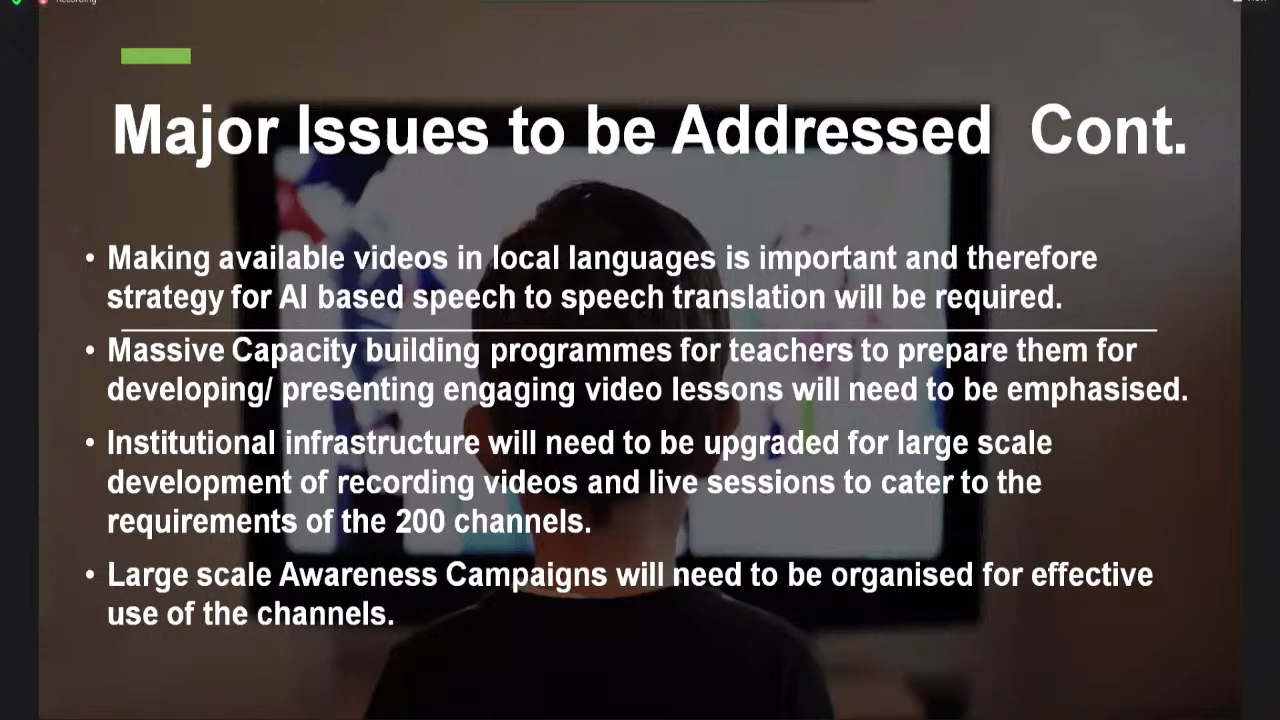 Recording
Major Issues to be Addressed Cont.
• Making available videos in local languages is important and therefore
strategy for AI based speech to speech translation will be required.
• Massive Capacity building programmes for teachers to prepare them for
developing/ presenting engaging video lessons will need to be emphasised.
• Institutional infrastructure will need to be upgraded for large scale
development of recording videos and live sessions to cater to the
requirements of the 200 channels.
• Large scale Awareness Campaigns will need to be organised for effective
use of the channels.